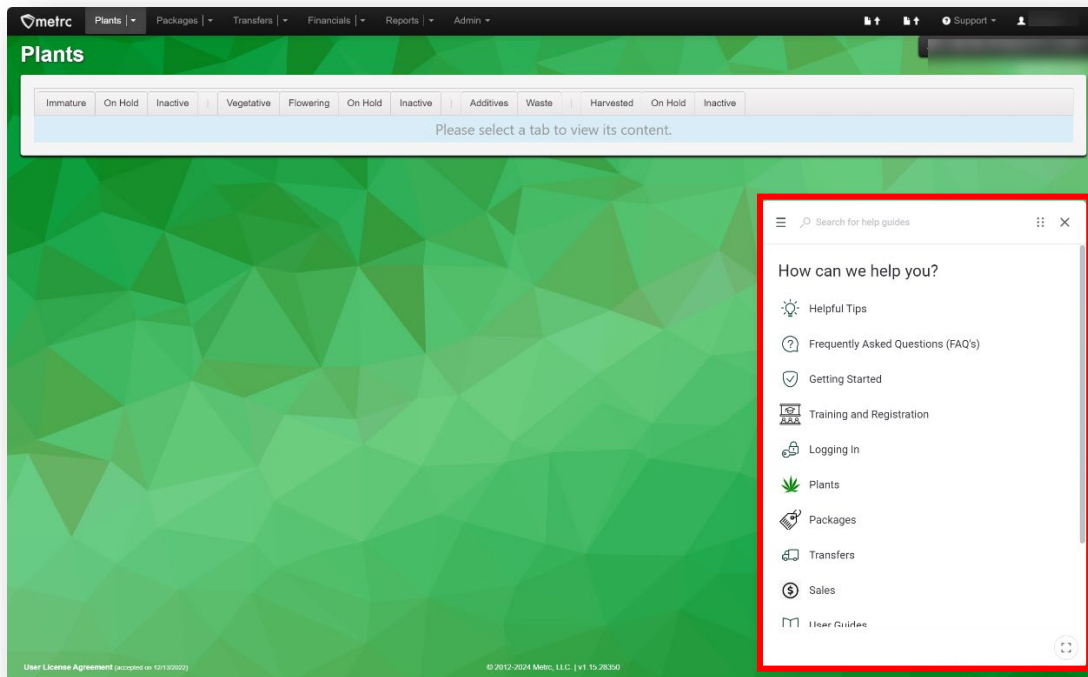 metrc Plants | Packages | Transfers | Financials | Reports | Admin Support
Plants
Immature On Hold Inactive | Vegetative Flowering On Hold Inactive | Additives Waste | Harvested On Hold Inactive
Please select a tab to view its content.
Search for help guides
How can we help you?
Helpful Tips
Frequently Asked Questions (FAQ's)
Getting Started
Training and Registration
Logging In
Plants
Packages
Transfers
Sales
User Guides
User License Agreement (accepted on 12/13/2022) © 2012-2024 Metrc, LLC. | v1.15.28350